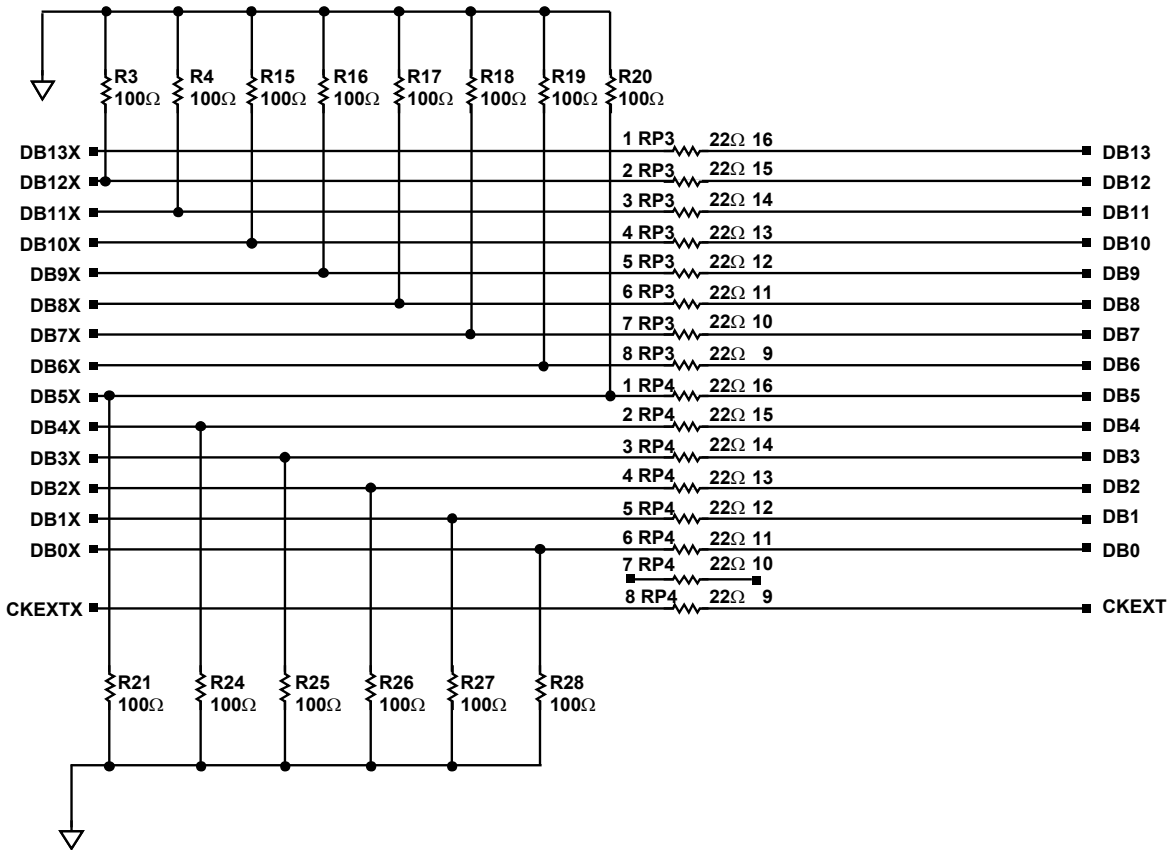 R3 R4 R15 R16 R17 R18 R19 R20
100Ω 100Ω 100Ω 100Ω 100Ω 100Ω 100Ω 100Ω
DB13X 1 RP3 22Ω 16 DB13
DB12X 2 RP3 22Ω 15 DB12
DB11X 3 RP3 22Ω 14 DB11
DB10X 4 RP3 22Ω 13 DB10
DB9X 5 RP3 22Ω 12 DB9
DB8X 6 RP3 22Ω 11 DB8
DB7X 7 RP3 22Ω 10 DB7
DB6X 8 RP3 22Ω 9 DB6
DB5X 1 RP4 22Ω 16 DB5
DB4X 2 RP4 22Ω 15 DB4
DB3X 3 RP4 22Ω 14 DB3
DB2X 4 RP4 22Ω 13 DB2
DB1X 5 RP4 22Ω 12 DB1
DB0X 6 RP4 22Ω 11 DB0
7 RP4 22Ω 10
CKEXTX 8 RP4 22Ω 9 CKEXT
R21 R24 R25 R26 R27 R28
100Ω 100Ω 100Ω 100Ω 100Ω 100Ω